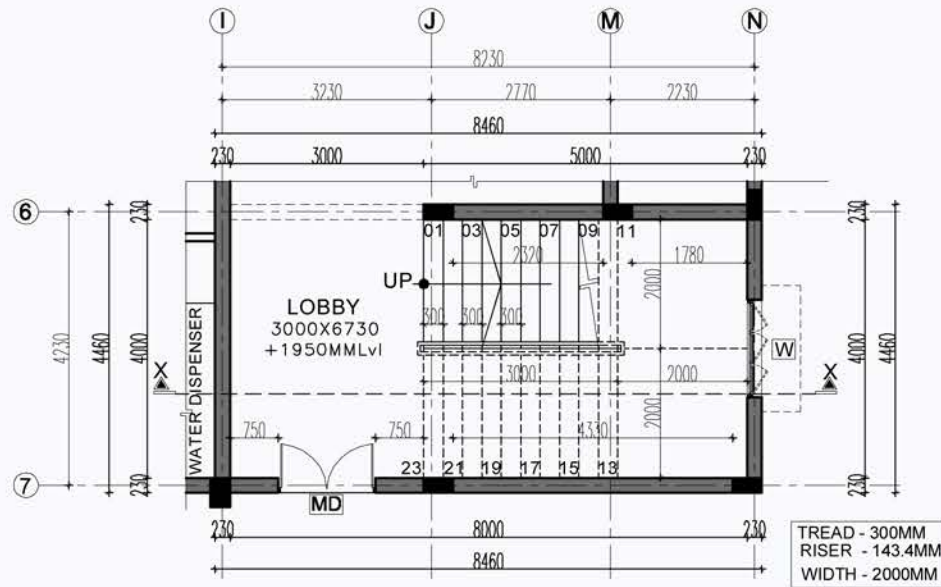 I J M N
8230
3230 2770 2230
8460
230 3000 5000 230
6
7
4230
4460
230
4000
230
01 03 05 07 09 11
2320 1780
2000
UP
LOBBY
3000X6730
+1950MMLvl
300 300 300
WATER DISPENSER
W
X X
3000 2000
2000
750 750 4330
23 21 19 17 15 13
MD
230
4000
230
4460
230 8000 230
8460
TREAD - 300MM
RISER - 143.4MM
WIDTH - 2000MM